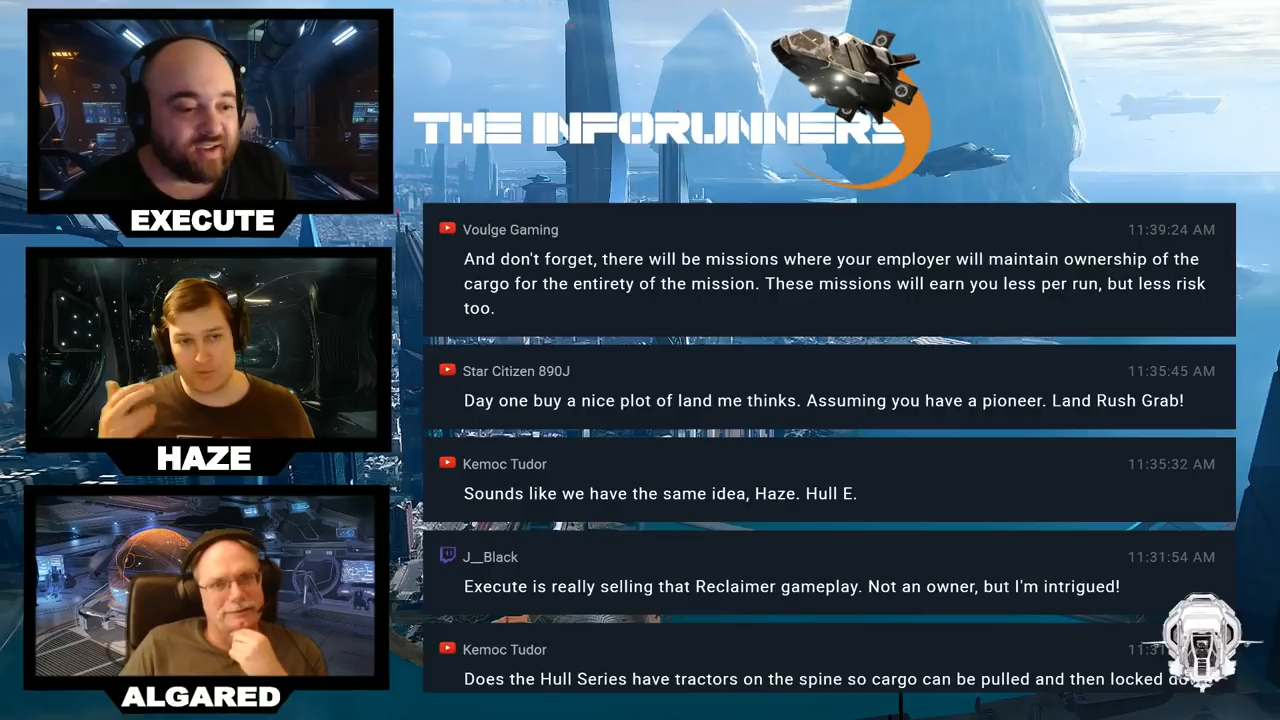 THE INFORUNNERS
EXECUTE
HAZE
ALGARED
Voulge Gaming
11:39:24 AM
And don't forget, there will be missions where your employer will maintain ownership of the
cargo for the entirety of the mission. These missions will earn you less per run, but less risk
too.
Star Citizen 890J
11:35:45 AM
Day one buy a nice plot of land me thinks. Assuming you have a pioneer. Land Rush Grab!
Kemoc Tudor
11:35:32 AM
Sounds like we have the same idea, Haze. Hull E.
J__Black
11:31:54 AM
Execute is really selling that Reclaimer gameplay. Not an owner, but I'm intrigued!
Kemoc Tudor
Does the Hull Series have tractors on the spine so cargo can be pulled and then locked